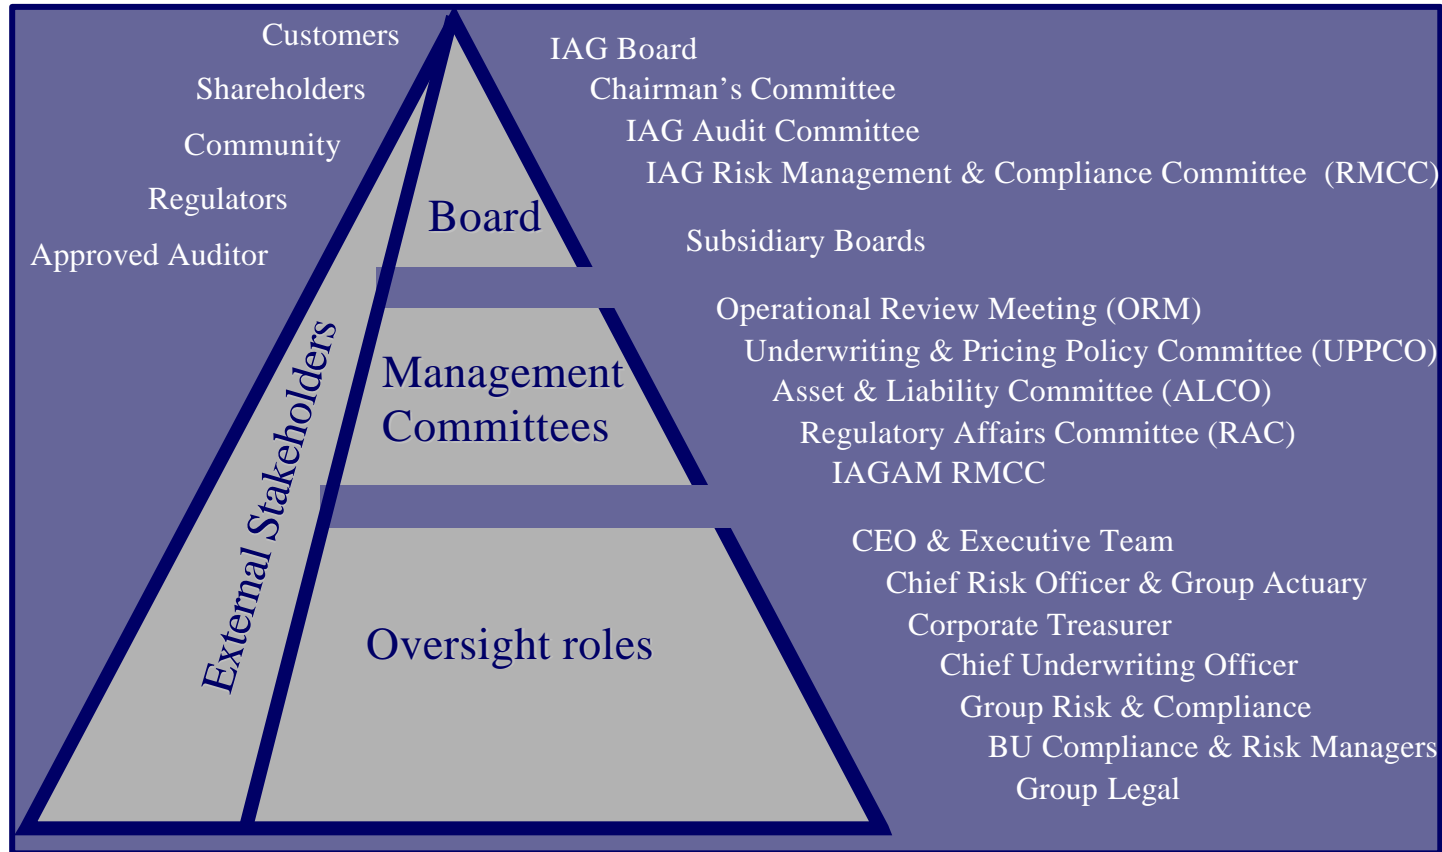 Customers
Shareholders
Community
Regulators
Approved Auditor
External Stakeholders
Board
IAG Board
Chairman’s Committee
IAG Audit Committee
IAG Risk Management & Compliance Committee (RMCC)
Subsidiary Boards
Management
Committees
Operational Review Meeting (ORM)
Underwriting & Pricing Policy Committee (UPPCO)
Asset & Liability Committee (ALCO)
Regulatory Affairs Committee (RAC)
IAGAM RMCC
Oversight roles
CEO & Executive Team
Chief Risk Officer & Group Actuary
Corporate Treasurer
Chief Underwriting Officer
Group Risk & Compliance
BU Compliance & Risk Managers
Group Legal